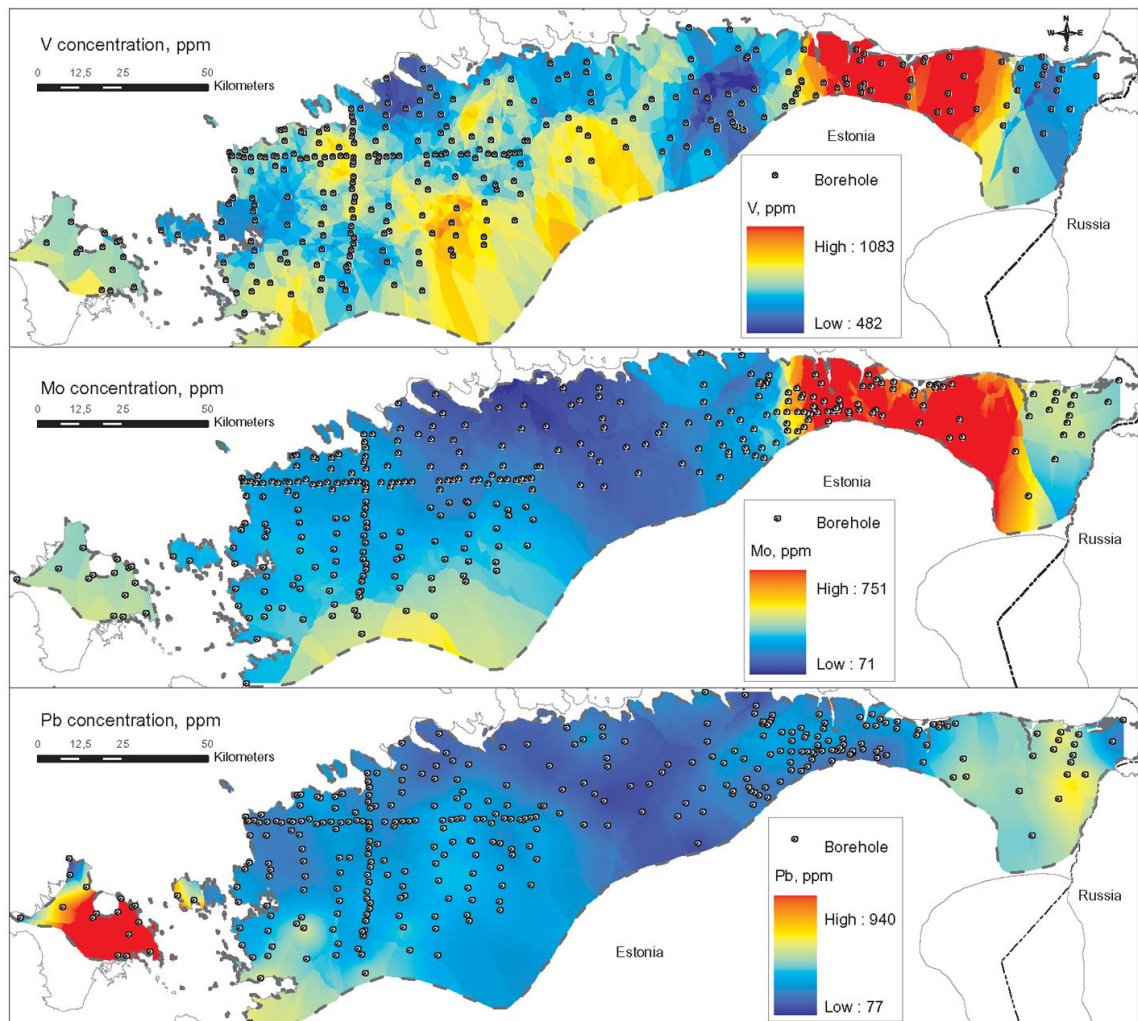 V concentration, ppm
0 12,5 25 50
Kilometers
N
W E
S
Estonia
Borehole
V, ppm
High : 1083
Low : 482
Russia
Mo concentration, ppm
0 12,5 25 50
Kilometers
Estonia
Borehole
Mo, ppm
High : 751
Low : 71
Russia
Pb concentration, ppm
0 12,5 25 50
Kilometers
Estonia
Borehole
Pb, ppm
High : 940
Low : 77
Russia